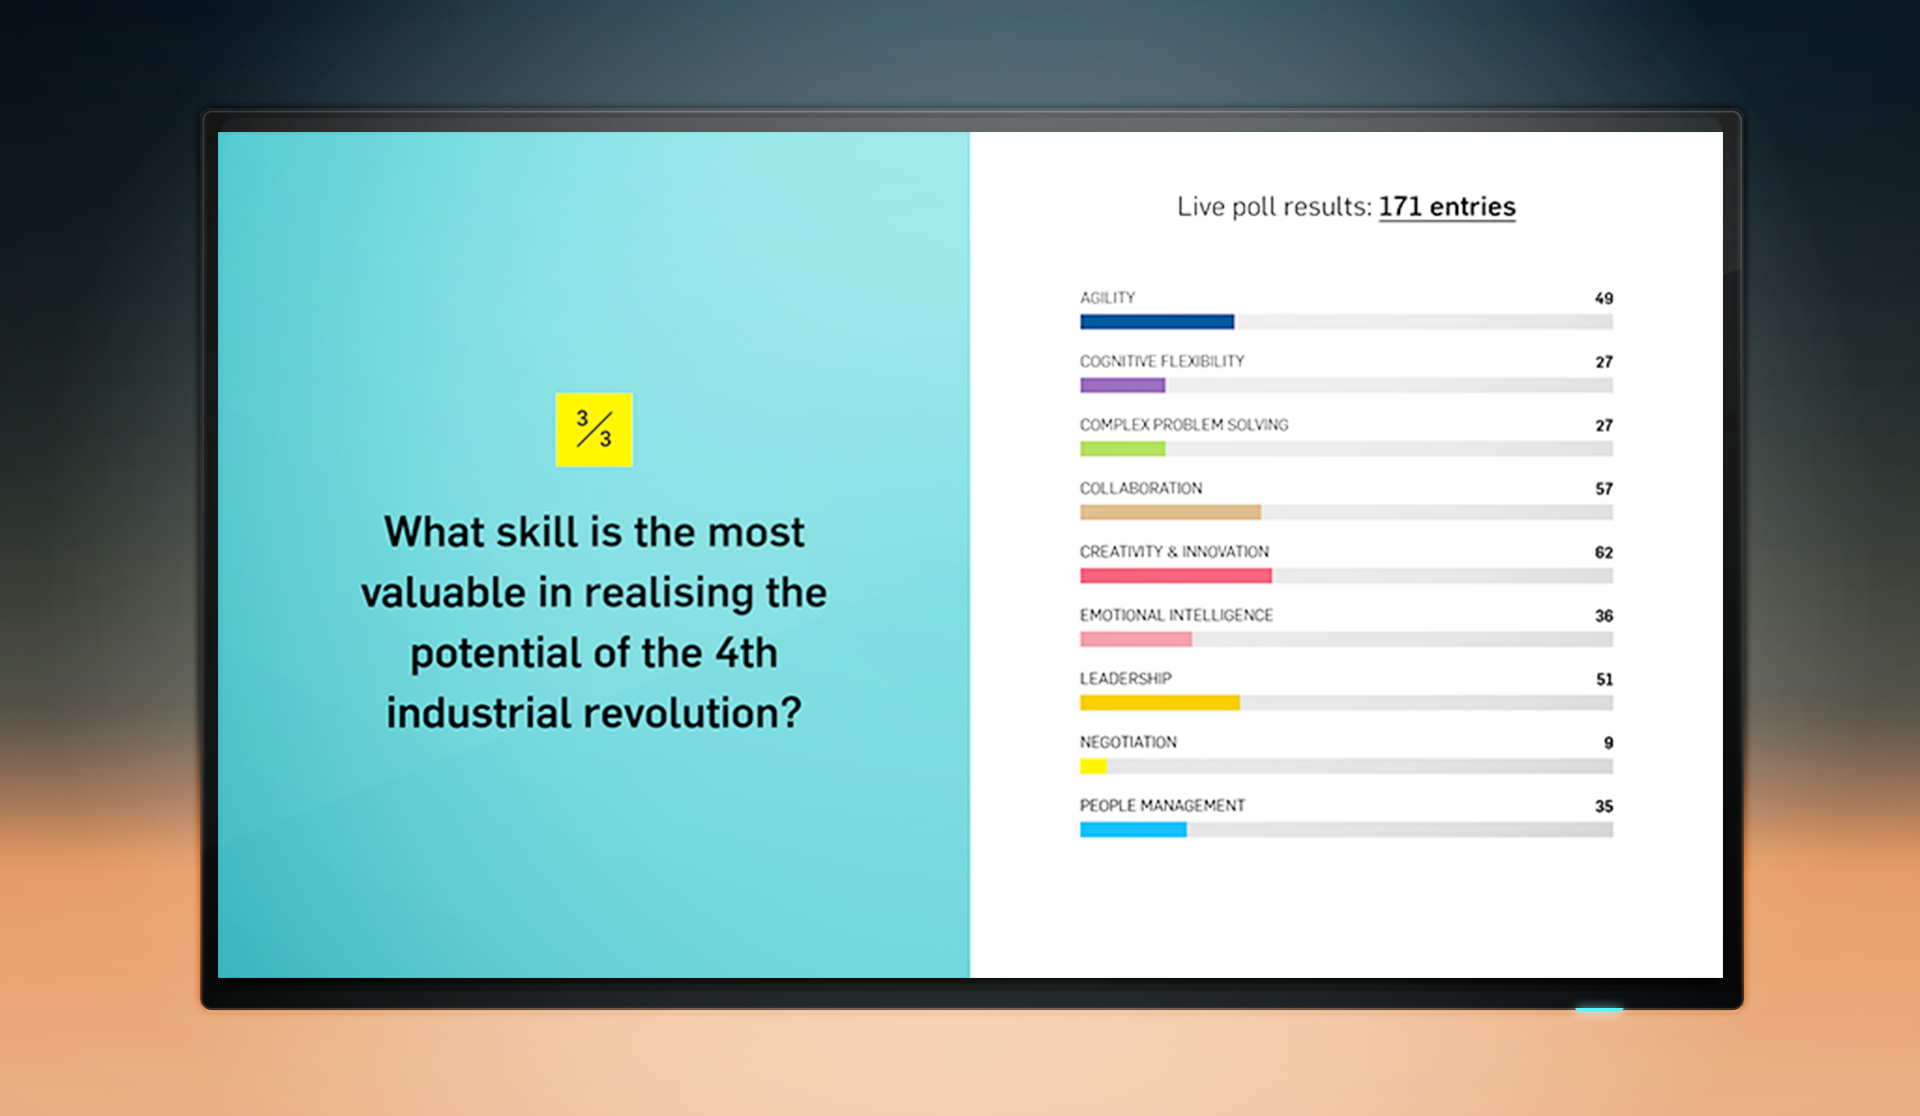 3/3
What skill is the most
valuable in realising the
potential of the 4th
industrial revolution?
Live poll results: 171 entries
AGILITY 49
COGNITIVE FLEXIBILITY 27
COMPLEX PROBLEM SOLVING 27
COLLABORATION 57
CREATIVITY & INNOVATION 62
EMOTIONAL INTELLIGENCE 36
LEADERSHIP 51
NEGOTIATION 9
PEOPLE MANAGEMENT 35